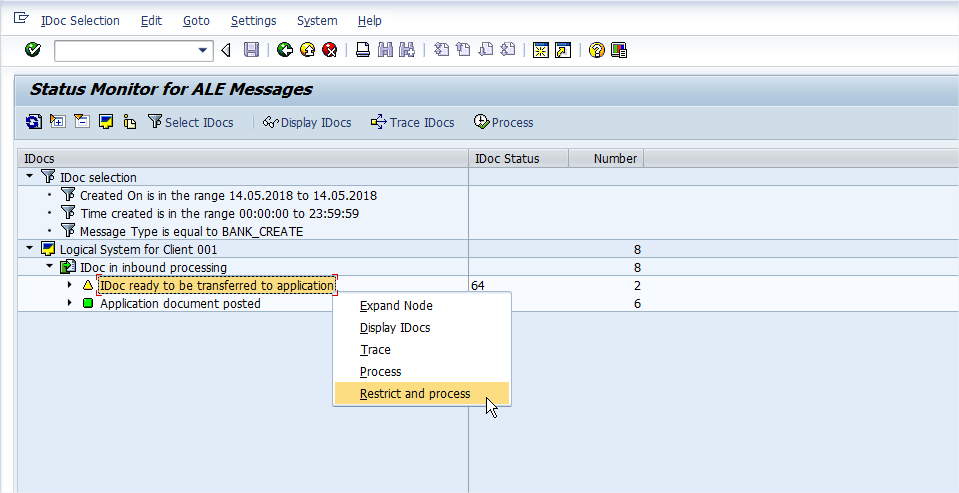 IDoc Selection Edit Goto Settings System Help
Status Monitor for ALE Messages
Select IDocs Display IDocs Trace IDocs Process
IDocs IDoc Status Number
IDoc selection
Created On is in the range 14.05.2018 to 14.05.2018
Time created is in the range 00:00:00 to 23:59:59
Message Type is equal to BANK_CREATE
Logical System for Client 001 8
IDoc in inbound processing 8
IDoc ready to be transferred to application 64 2
Application document posted 6
Expand Node
Display IDocs
Trace
Process
Restrict and process